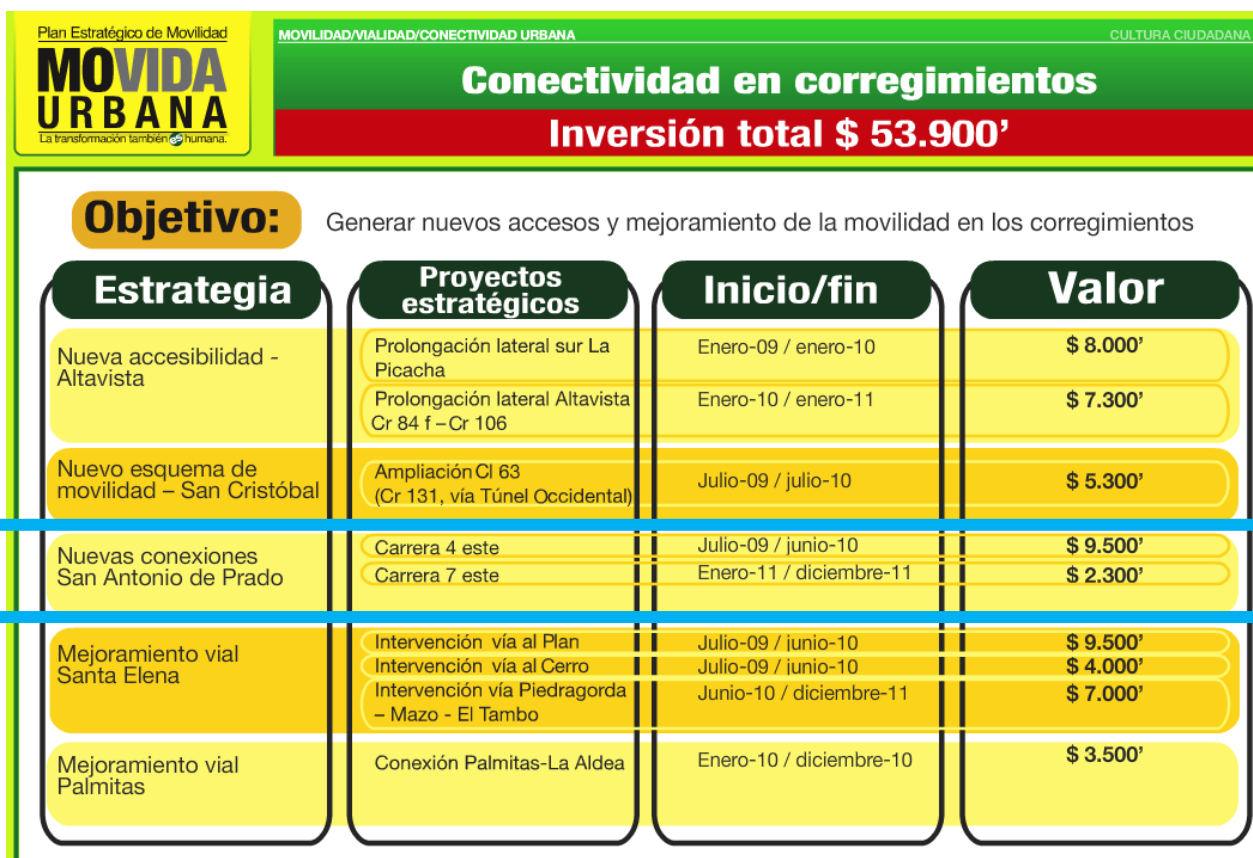 Plan Estratégico de Movilidad
MOVIDA
URBANA
La transformación también es humana.
MOVILIDAD/VIALIDAD/CONECTIVIDAD URBANA
CULTURA CIUDADANA
Conectividad en corregimientos
Inversión total $ 53.900’
Objetivo:
Generar nuevos accesos y mejoramiento de la movilidad en los corregimientos
Estrategia
Proyectos
estratégicos
Inicio/fin
Valor
Nueva accesibilidad -
Altavista
Prolongación lateral sur La
Picacha
Enero-09 / enero-10
$ 8.000’
Prolongación lateral Altavista
Cr 84 f – Cr 106
Enero-10 / enero-11
$ 7.300’
Nuevo esquema de
movilidad – San Cristóbal
Ampliación Cl 63
(Cr 131, vía Túnel Occidental)
Julio-09 / julio-10
$ 5.300’
Nuevas conexiones
San Antonio de Prado
Carrera 4 este
Julio-09 / junio-10
$ 9.500’
Carrera 7 este
Enero-11 / diciembre-11
$ 2.300’
Mejoramiento vial
Santa Elena
Intervención vía al Plan
Julio-09 / junio-10
$ 9.500’
Intervención vía al Cerro
Julio-09 / junio-10
$ 4.000’
Intervención vía Piedragorda
– Mazo - El Tambo
Junio-10 / diciembre-11
$ 7.000’
Mejoramiento vial
Palmitas
Conexión Palmitas-La Aldea
Enero-10 / diciembre-10
$ 3.500’